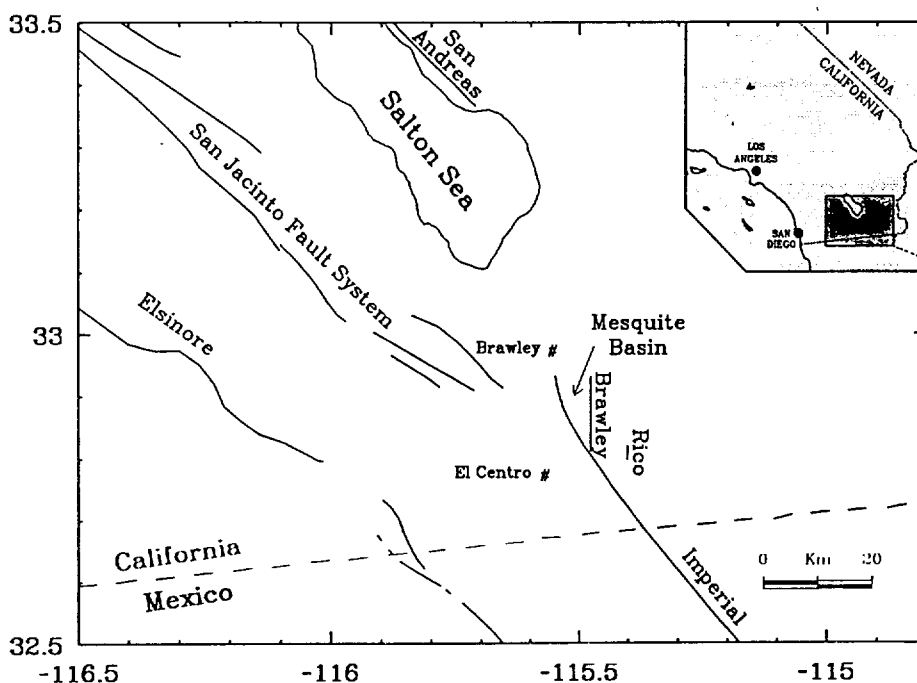 33.5
33
32.5
-116.5
-116
-115.5
-115
San
Andreas
Salton Sea
San Jacinto Fault System
Elsinore
Brawley #
Mesquite
Basin
Brawley
Rico
El Centro #
California
Mexico
Imperial
0 Km 20
NEVADA
CALIFORNIA
LOS
ANGELES
SAN
DIEGO